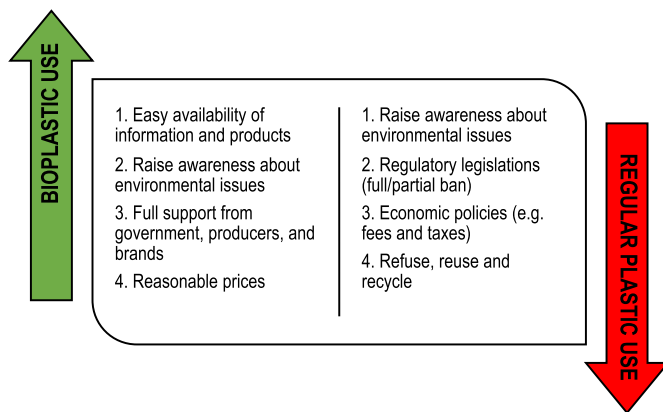 BIOPLASTIC USE
1. Easy availability of
information and products
2. Raise awareness about
environmental issues
3. Full support from
government, producers, and
brands
4. Reasonable prices
1. Raise awareness about
environmental issues
2. Regulatory legislations
(full/partial ban)
3. Economic policies (e.g.
fees and taxes)
4. Refuse, reuse and
recycle
REGULAR PLASTIC USE